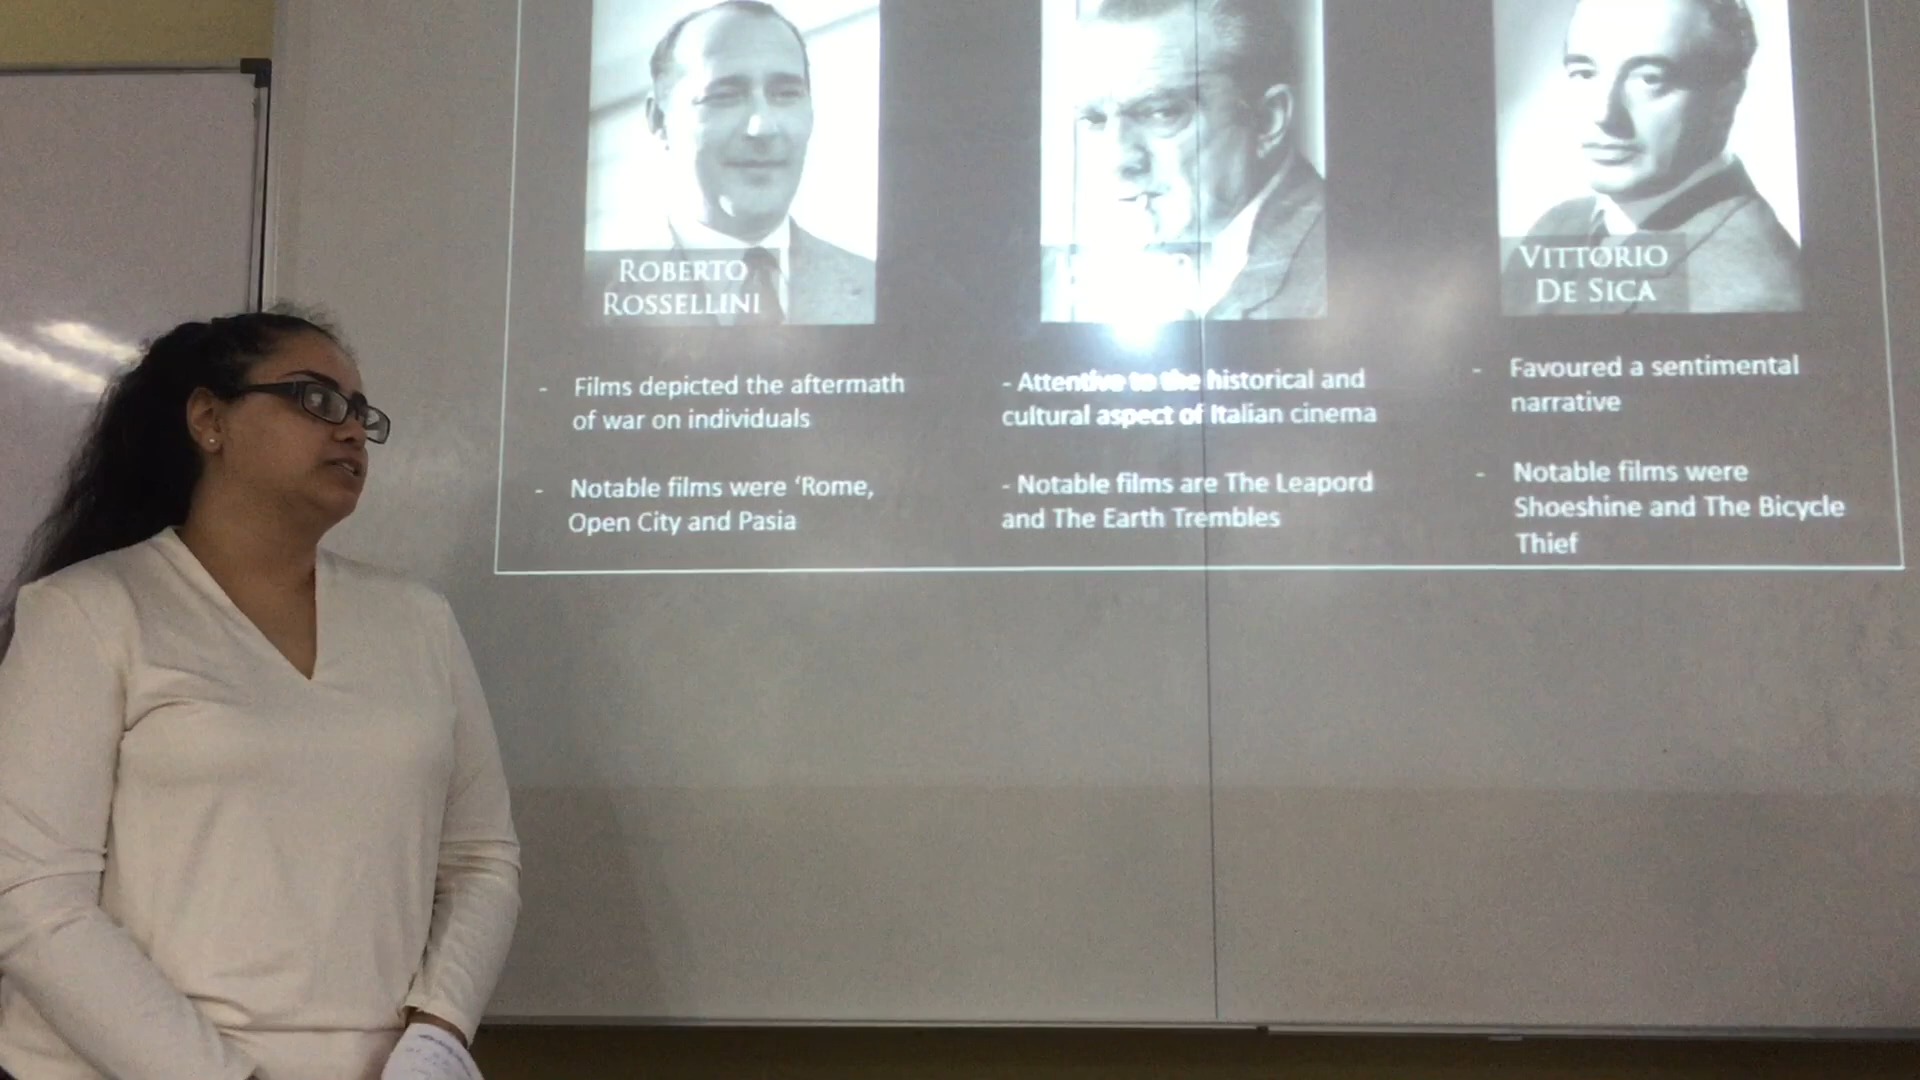 ROBERTO
ROSSELLINI
- Films depicted the aftermath
of war on individuals
- Notable films were ‘Rome,
Open City and Pasia
- Attentive to the historical and
cultural aspect of Italian cinema
- Notable films are The Leapord
and The Earth Trembles
VITTORIO
DE SICA
- Favoured a sentimental
narrative
- Notable films were
Shoeshine and The Bicycle
Thief